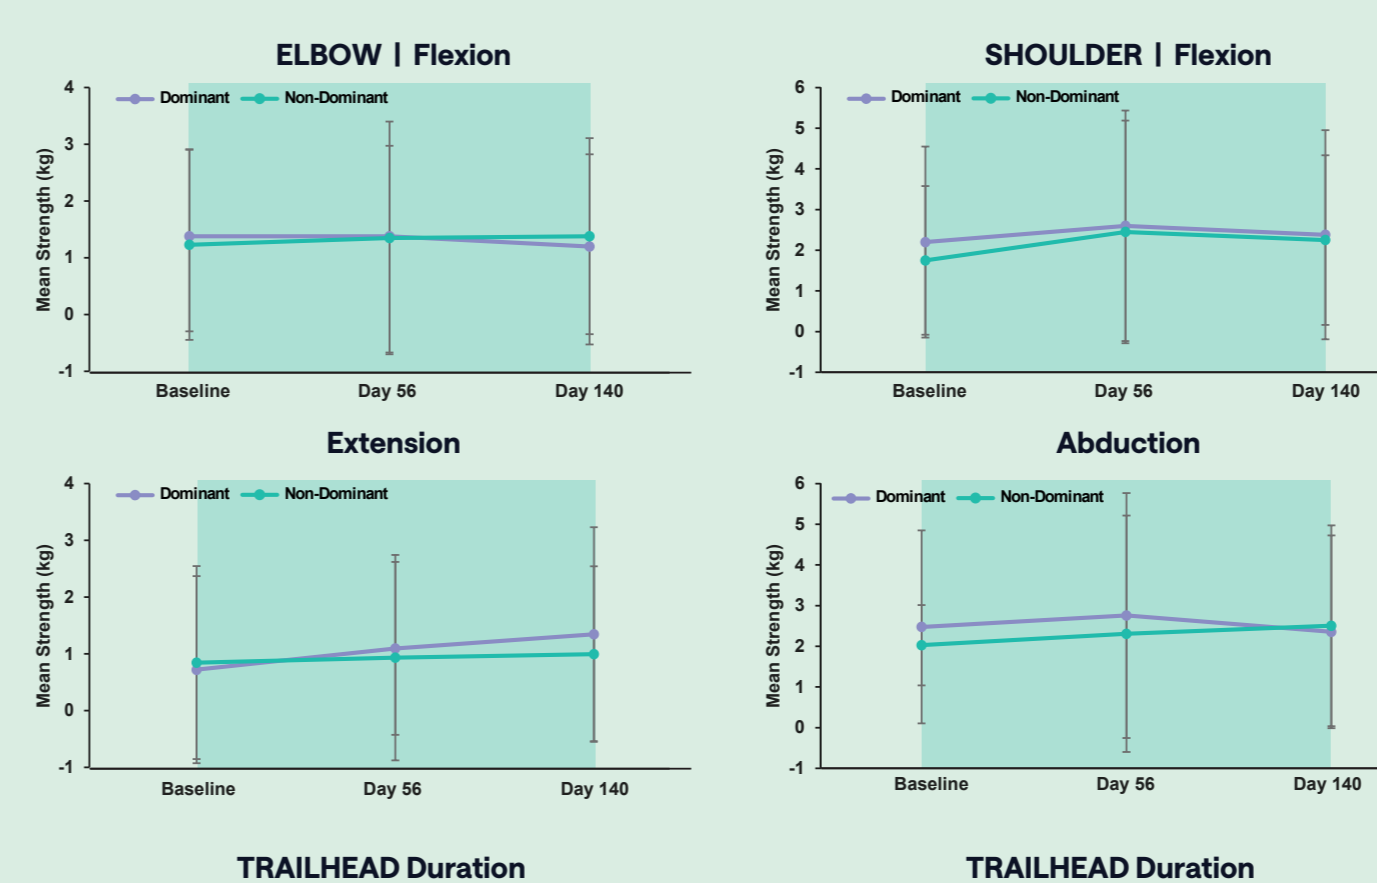 ELBOW | Flexion
Dominant Non-Dominant
Mean Strength (kg)
4
3
2
1
0
-1
Baseline Day 56 Day 140
SHOULDER | Flexion
Dominant Non-Dominant
Mean Strength (kg)
6
5
4
3
2
1
0
-1
Baseline Day 56 Day 140
Extension
Dominant Non-Dominant
Mean Strength (kg)
4
3
2
1
0
-1
Baseline Day 56 Day 140
Abduction
Dominant Non-Dominant
Mean Strength (kg)
6
5
4
3
2
1
0
-1
Baseline Day 56 Day 140
TRAILHEAD Duration
TRAILHEAD Duration